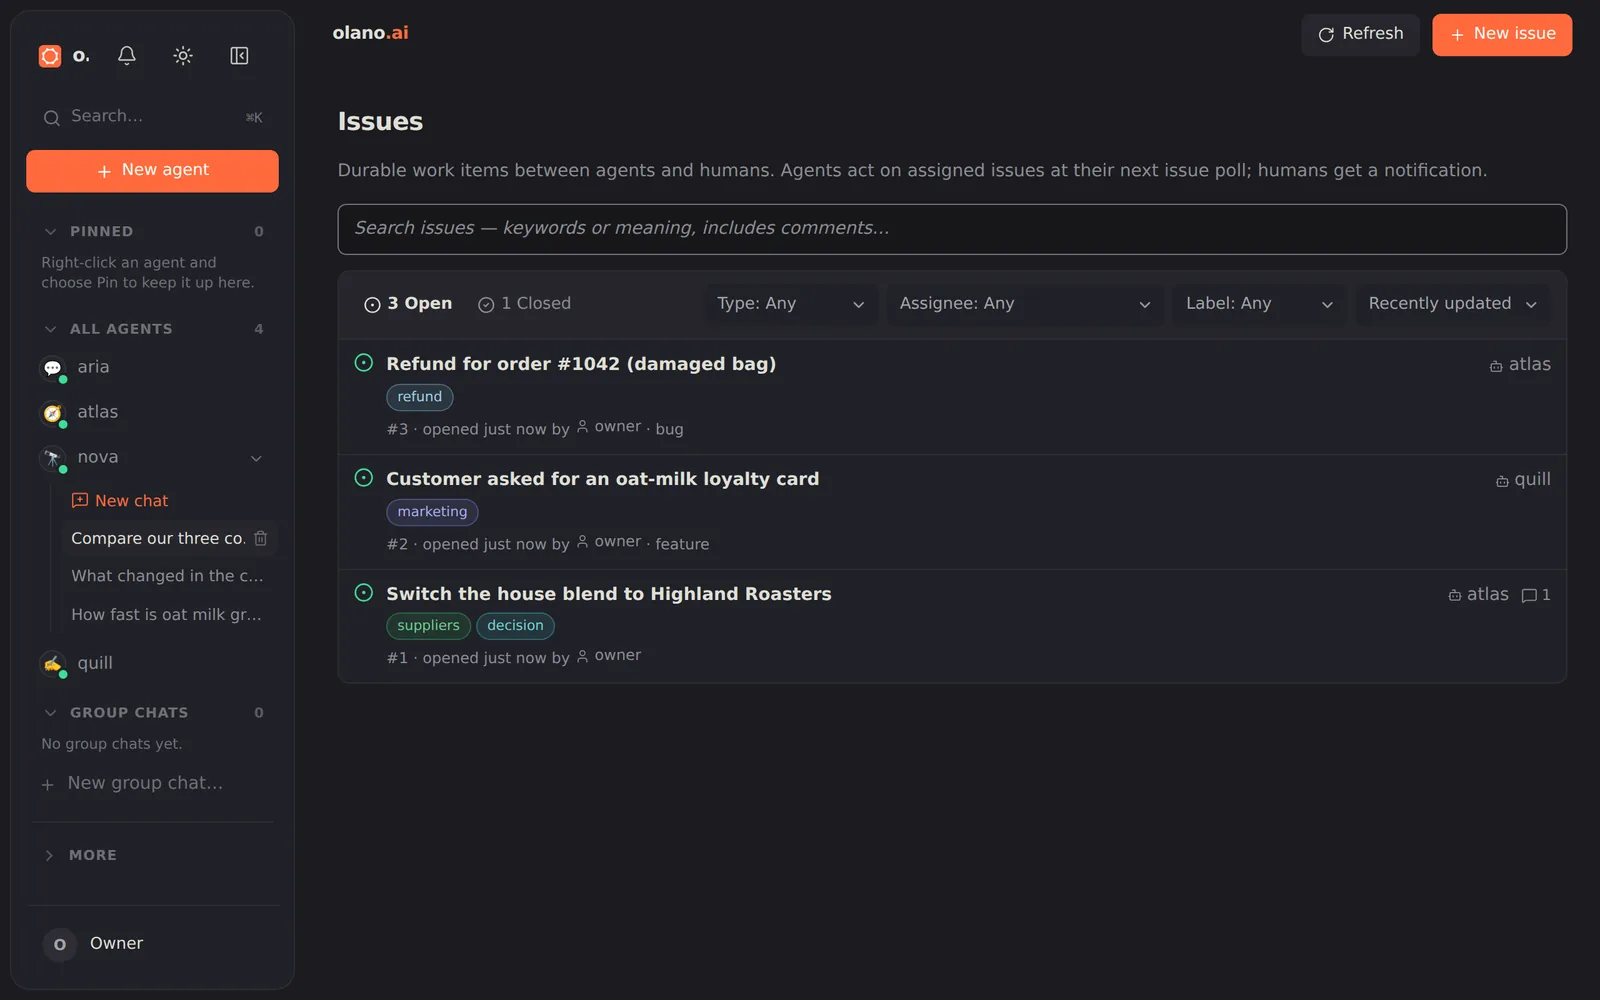 o.
Search...
⌘K
+ New agent
PINNED 0
Right-click an agent and
choose Pin to keep it up here.
ALL AGENTS 4
aria
atlas
nova
New chat
Compare our three co.
What changed in the c...
How fast is oat milk gr...
quill
GROUP CHATS 0
No group chats yet.
+ New group chat...
MORE
O Owner
olano.ai
Refresh
+ New issue
Issues
Durable work items between agents and humans. Agents act on assigned issues at their next issue poll; humans get a notification.
Search issues — keywords or meaning, includes comments...
3 Open 1 Closed Type: Any Assignee: Any Label: Any Recently updated
Refund for order #1042 (damaged bag) atlas
refund
#3 · opened just now by owner · bug
Customer asked for an oat-milk loyalty card quill
marketing
#2 · opened just now by owner · feature
Switch the house blend to Highland Roasters atlas 1
suppliers decision
#1 · opened just now by owner